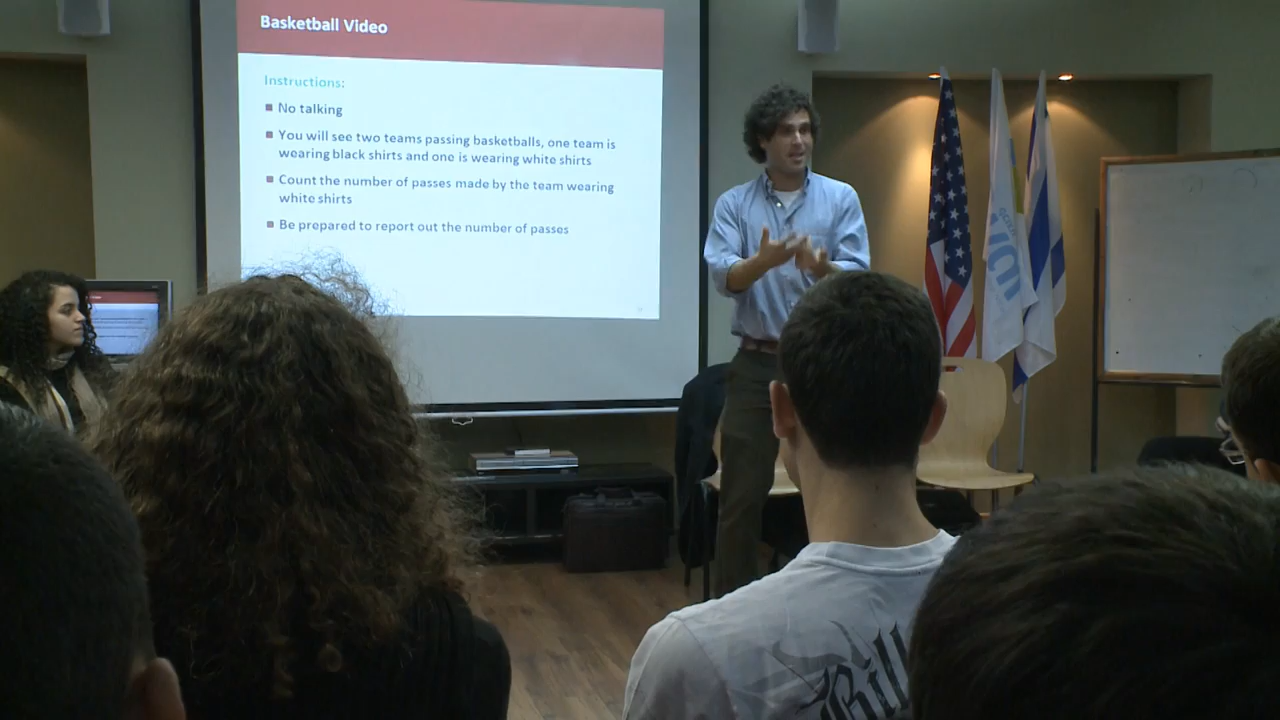 Basketball Video
Instructions:
No talking
You will see two teams passing basketballs, one team is
wearing black shirts and one is wearing white shirts
Count the number of passes made by the team wearing
white shirts
Be prepared to report out the number of passes